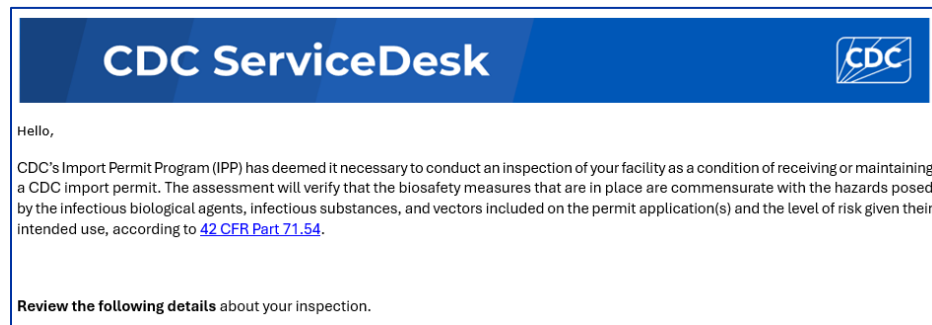 CDC ServiceDesk
CDC
Hello,
CDC's Import Permit Program (IPP) has deemed it necessary to conduct an inspection of your facility as a condition of receiving or maintaining
a CDC import permit. The assessment will verify that the biosafety measures that are in place are commensurate with the hazards posed
by the infectious biological agents, infectious substances, and vectors included on the permit application(s) and the level of risk given their
intended use, according to 42 CFR Part 71.54.
Review the following details about your inspection.